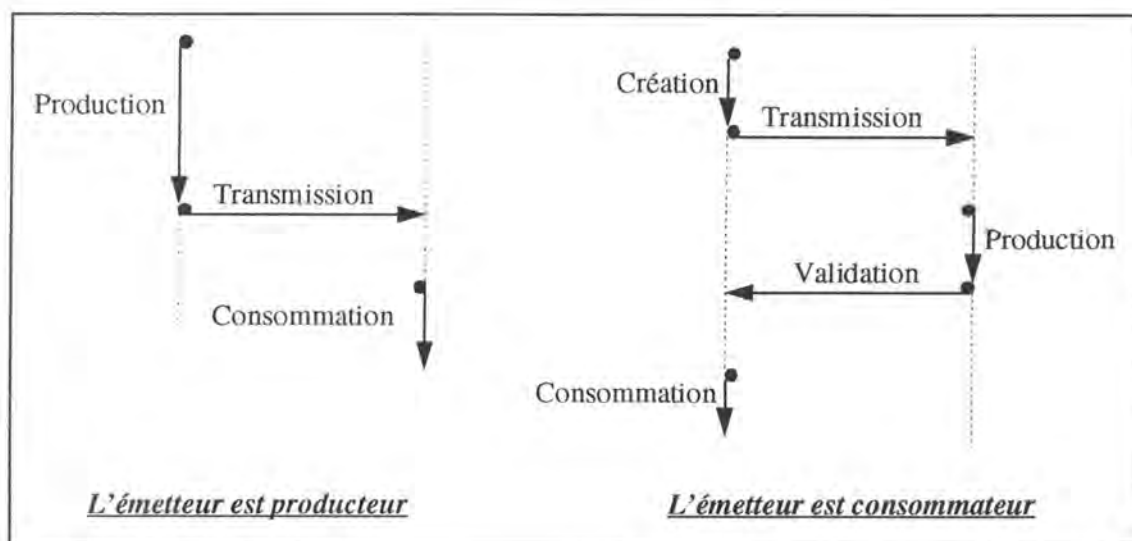 Production
Transmission
Consommation
L'émetteur est producteur
Création
Transmission
Production
Validation
Consommation
L'émetteur est consommateur